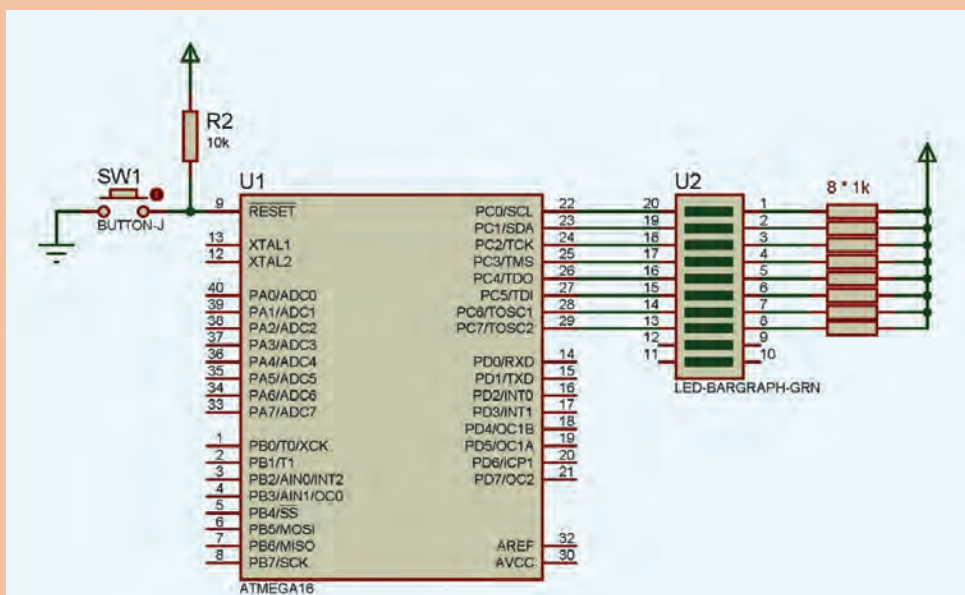 R2
10k
SW1
BUTTON-J
U1
9 RESET
13 XTAL1
12 XTAL2
40 PA0/ADC0
39 PA1/ADC1
38 PA2/ADC2
37 PA3/ADC3
36 PA4/ADC4
35 PA5/ADC5
34 PA6/ADC6
33 PA7/ADC7
1 PB0/T0/XCK
2 PB1/T1
3 PB2/AIN0/INT2
4 PB3/AIN1/OC0
5 PB4/SS
6 PB5/MOSI
7 PB6/MISO
8 PB7/SCK
PC0/SCL 22
PC1/SDA 23
PC2/TCK 24
PC3/TMS 25
PC4/TDO 26
PC5/TDI 27
PC6/TOSC1 28
PC7/TOSC2 29
PD0/RXD 14
PD1/TXD 15
PD2/INT0 16
PD3/INT1 17
PD4/OC1B 18
PD5/OC1A 19
PD6/ICP1 20
PD7/OC2 21
AREF 32
AVCC 30
ATMEGA16
U2
20 1
19 2
18 3
17 4
16 5
15 6
14 7
13 8
12 9
11 10
LED-BARGRAPH-GRN
8 * 1k